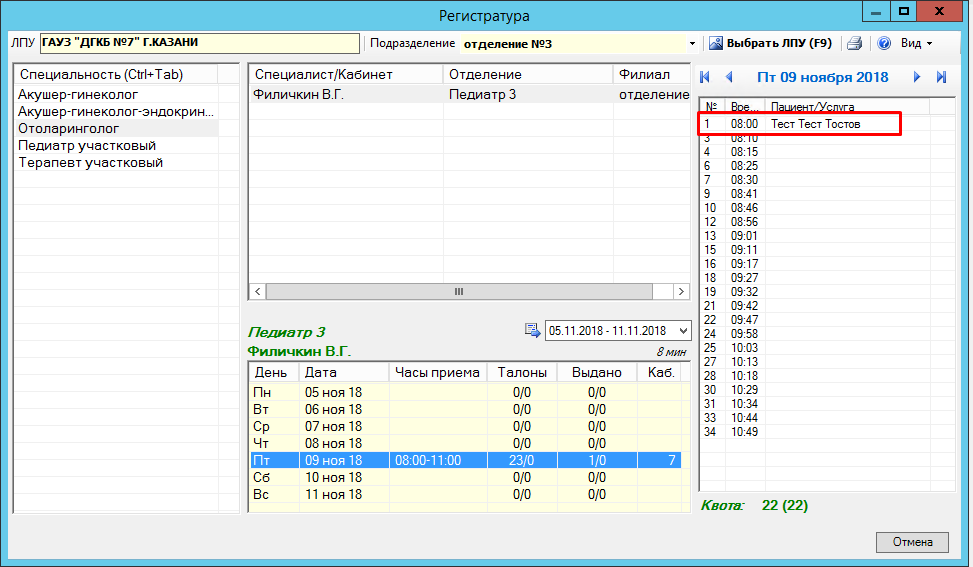 Регистратура
ЛПУ ГАУЗ "ДГКБ №7" Г.КАЗАНИ Подразделение отделение №3 Выбрать ЛПУ (F9) Вид
Специальность (Ctrl+Tab)
Акушер-гинеколог
Акушер-гинеколог-эндокрин...
Отоларинголог
Педиатр участковый
Терапевт участковый
Специалист/Кабинет Отделение Филиал
Филичкин В.Г. Педиатр 3 отделение
Педиатр 3 05.11.2018 - 11.11.2018
Филичкин В.Г. 8 мин
День Дата Часы приема Талоны Выдано Каб.
Пн 05 ноя 18 0/0 0/0
Вт 06 ноя 18 0/0 0/0
Ср 07 ноя 18 0/0 0/0
Чт 08 ноя 18 0/0 0/0
Пт 09 ноя 18 08:00-11:00 23/0 1/0 7
Сб 10 ноя 18 0/0 0/0
Вс 11 ноя 18 0/0 0/0
Пт 09 ноября 2018
№ Вре... Пациент/Услуга
1 08:00 Тест Тест Тостов
3 08:10
4 08:15
6 08:25
7 08:30
9 08:41
10 08:46
12 08:56
13 09:01
15 09:11
16 09:17
18 09:27
19 09:32
21 09:42
22 09:47
24 09:58
25 10:03
27 10:13
28 10:18
30 10:29
31 10:34
33 10:44
34 10:49
Квота: 22 (22)
Отмена